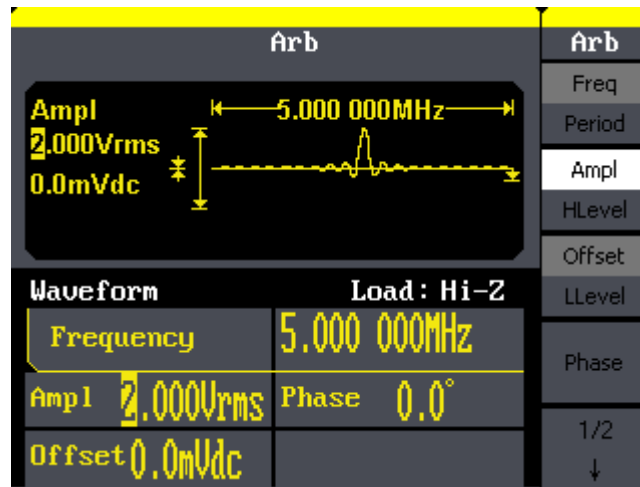 Arb
Ampl
5.000 000MHz
2.000Vrms
0.0mVdc
Waveform Load: Hi-Z
Frequency 5.000 000MHz
Ampl 2.000Vrms Phase 0.0°
Offset 0.0mVdc
Arb
Freq
Period
Ampl
HLevel
Offset
LLevel
Phase
1/2
↓